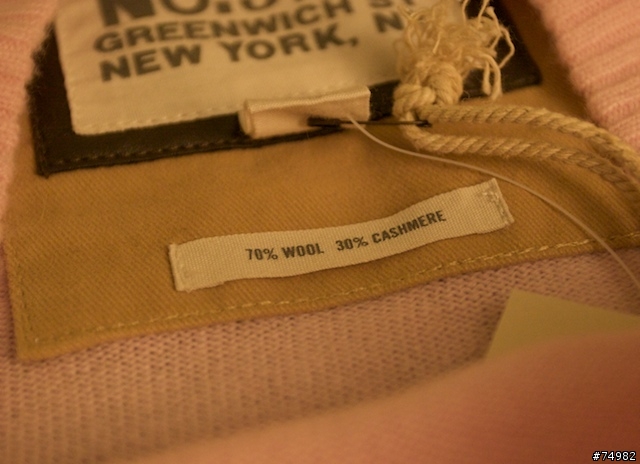 GREENWICH
NEW YORK,
70% WOOL 30% CASHMERE
#74982